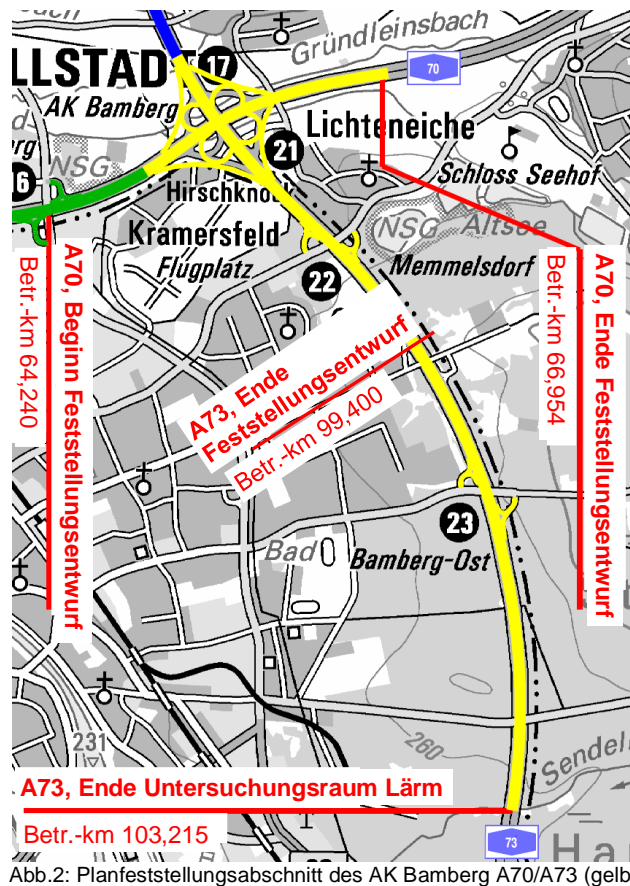 Gründleinsbach
LLSTADT
17
70
AK Bamberg
Lichteneiche
21
NSG
16
Schloss Seehof
Hirschknock
Kramersfeld
NSG
Altsee
Flugplatz
Memmelsdorf
22
A70, Beginn Feststellungsentwurf
Betr.-km 64,240
A73, Ende
Feststellungsentwurf
Betr.-km 99,400
A70, Ende Feststellungsentwurf
Betr.-km 66,954
23
Bad
Bamberg-Ost
231
260
Sendel
A73, Ende Untersuchungsraum Lärm
Betr.-km 103,215
73
Ha
Abb.2: Planfeststellungsabschnitt des AK Bamberg A70/A73 (gelb